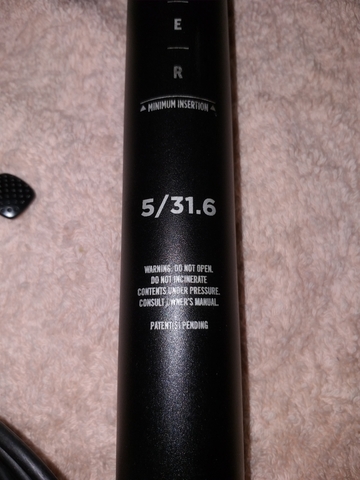 E
R
MINIMUM INSERTION
5/31.6
WARNING: DO NOT OPEN.
DO NOT INCINERATE
CONTENTS UNDER PRESSURE.
CONSULT OWNER'S MANUAL.
PATENT(S) PENDING